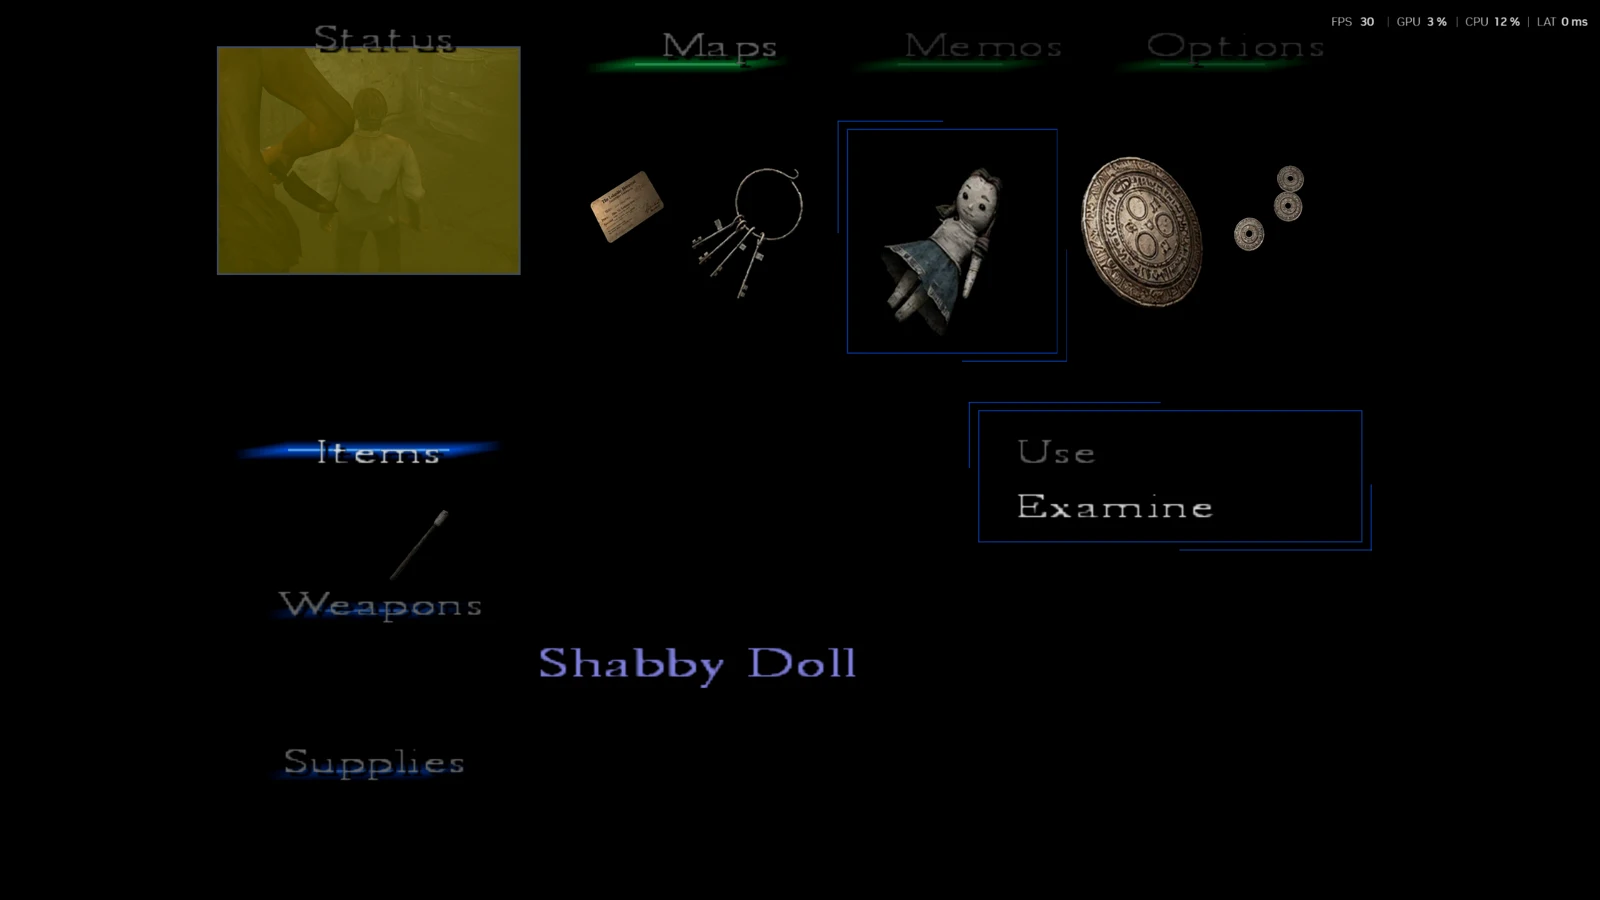 FPS 30 | GPU 3 % | CPU 12 % | LAT 0 ms
Status Maps Memos Options
Items
Use
Examine
Weapons
Shabby Doll
Supplies